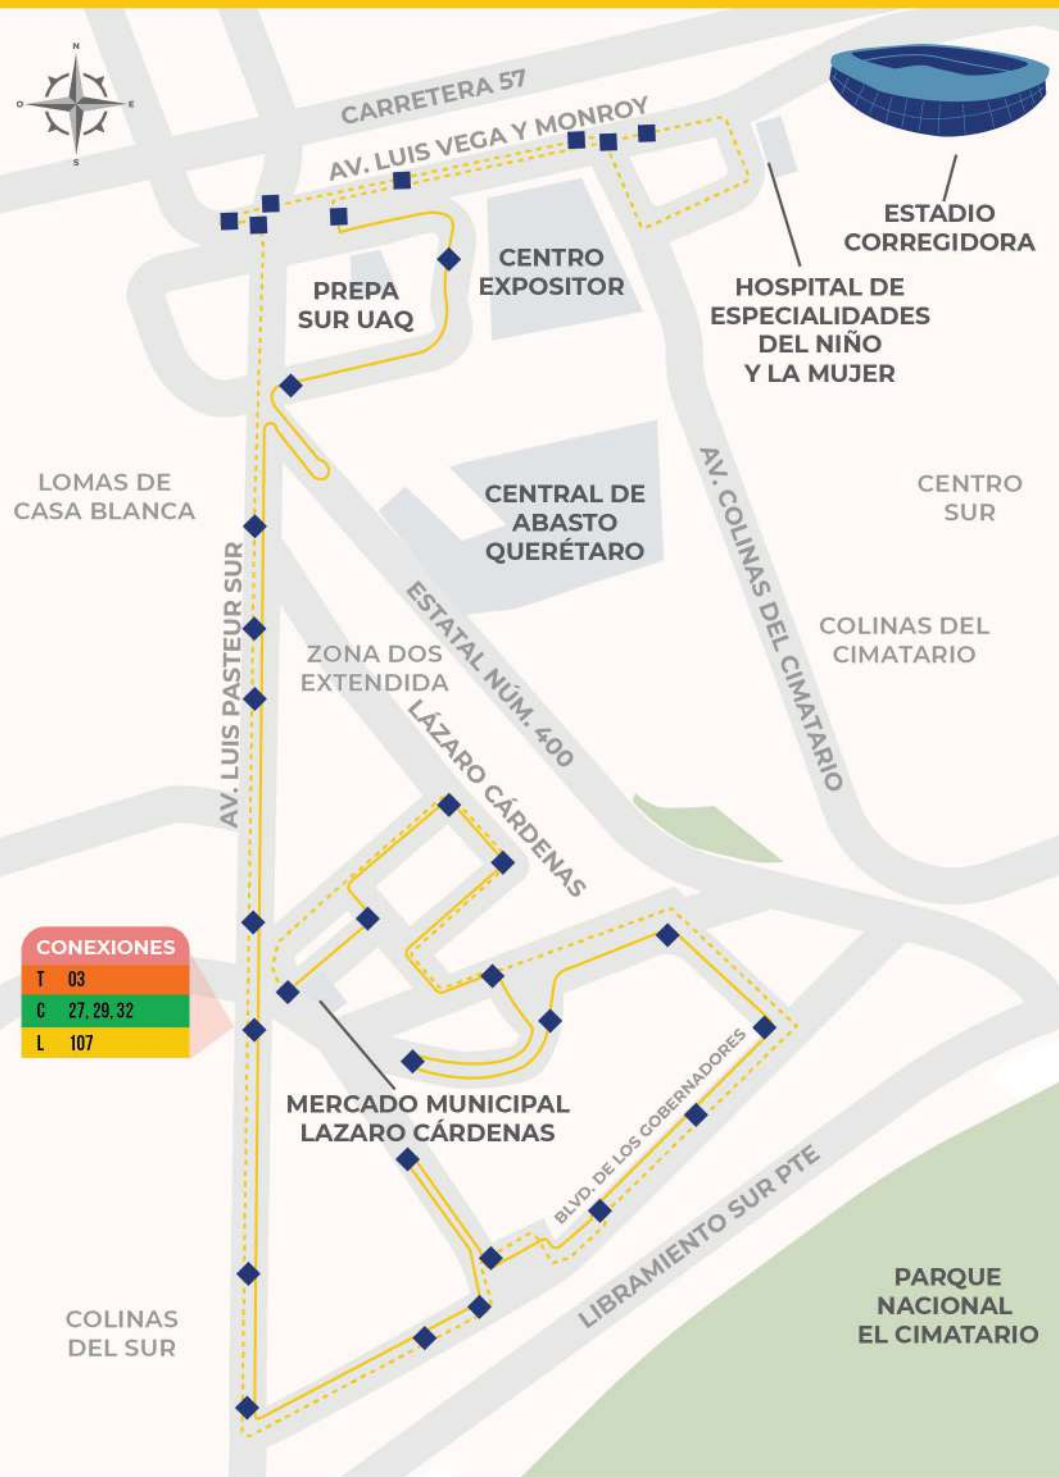 N
O
E
S
CARRETERA 57
AV. LUIS VEGA Y MONROY
ESTADIO
CORREGIDORA
CENTRO
EXPOSITOR
PREPA
SUR UAQ
HOSPITAL DE
ESPECIALIDADES
DEL NIÑO
Y LA MUJER
LOMAS DE
CASA BLANCA
CENTRAL DE
ABASTO
QUERÉTARO
AV. COLINAS DEL CIMATARIO
CENTRO
SUR
AV. LUIS PASTEUR SUR
ESTATAL NÚM. 400
ZONA DOS
EXTENDIDA
COLINAS DEL
CIMATARIO
LÁZARO CÁRDENAS
CONEXIONES
T 03
C 27, 29, 32
L 107
MERCADO MUNICIPAL
LAZARO CÁRDENAS
BLVD. DE LOS GOBERNADORES
LIBRAMIENTO SUR PTE
COLINAS
DEL SUR
PARQUE
NACIONAL
EL CIMATARIO